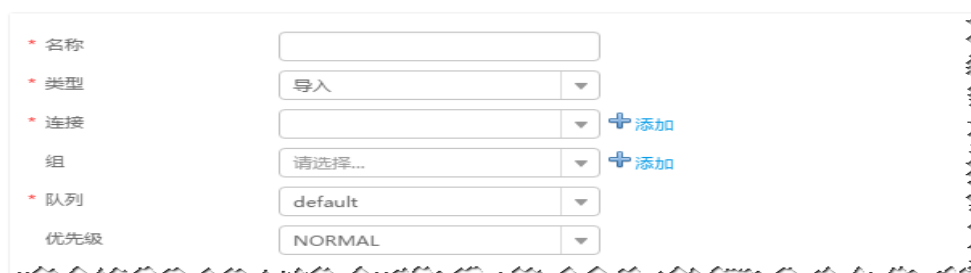 * 名称
* 类型 导入
* 连接 添加
组 请选择... 添加
* 队列 default
优先级 NORMAL